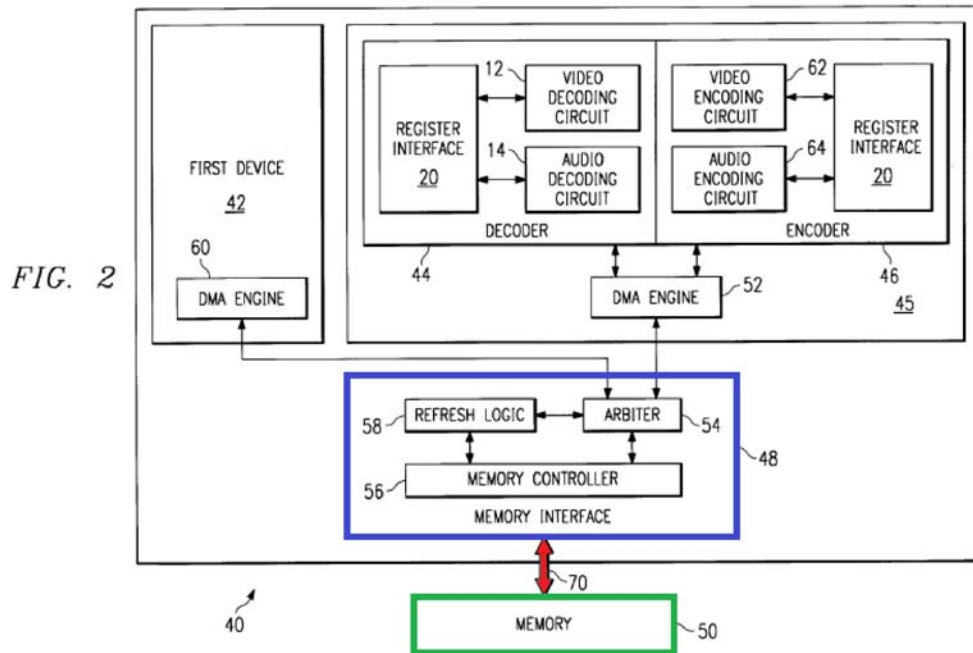 FIG. 2
FIRST DEVICE
42
60
DMA ENGINE
REGISTER
INTERFACE
20
12
VIDEO
DECODING
CIRCUIT
14
AUDIO
DECODING
CIRCUIT
DECODER
44
VIDEO
ENCODING
CIRCUIT
62
AUDIO
ENCODING
CIRCUIT
64
REGISTER
INTERFACE
20
ENCODER
46
DMA ENGINE
52
45
58
REFRESH LOGIC
ARBITER
54
56
MEMORY CONTROLLER
MEMORY INTERFACE
48
70
40
MEMORY
50